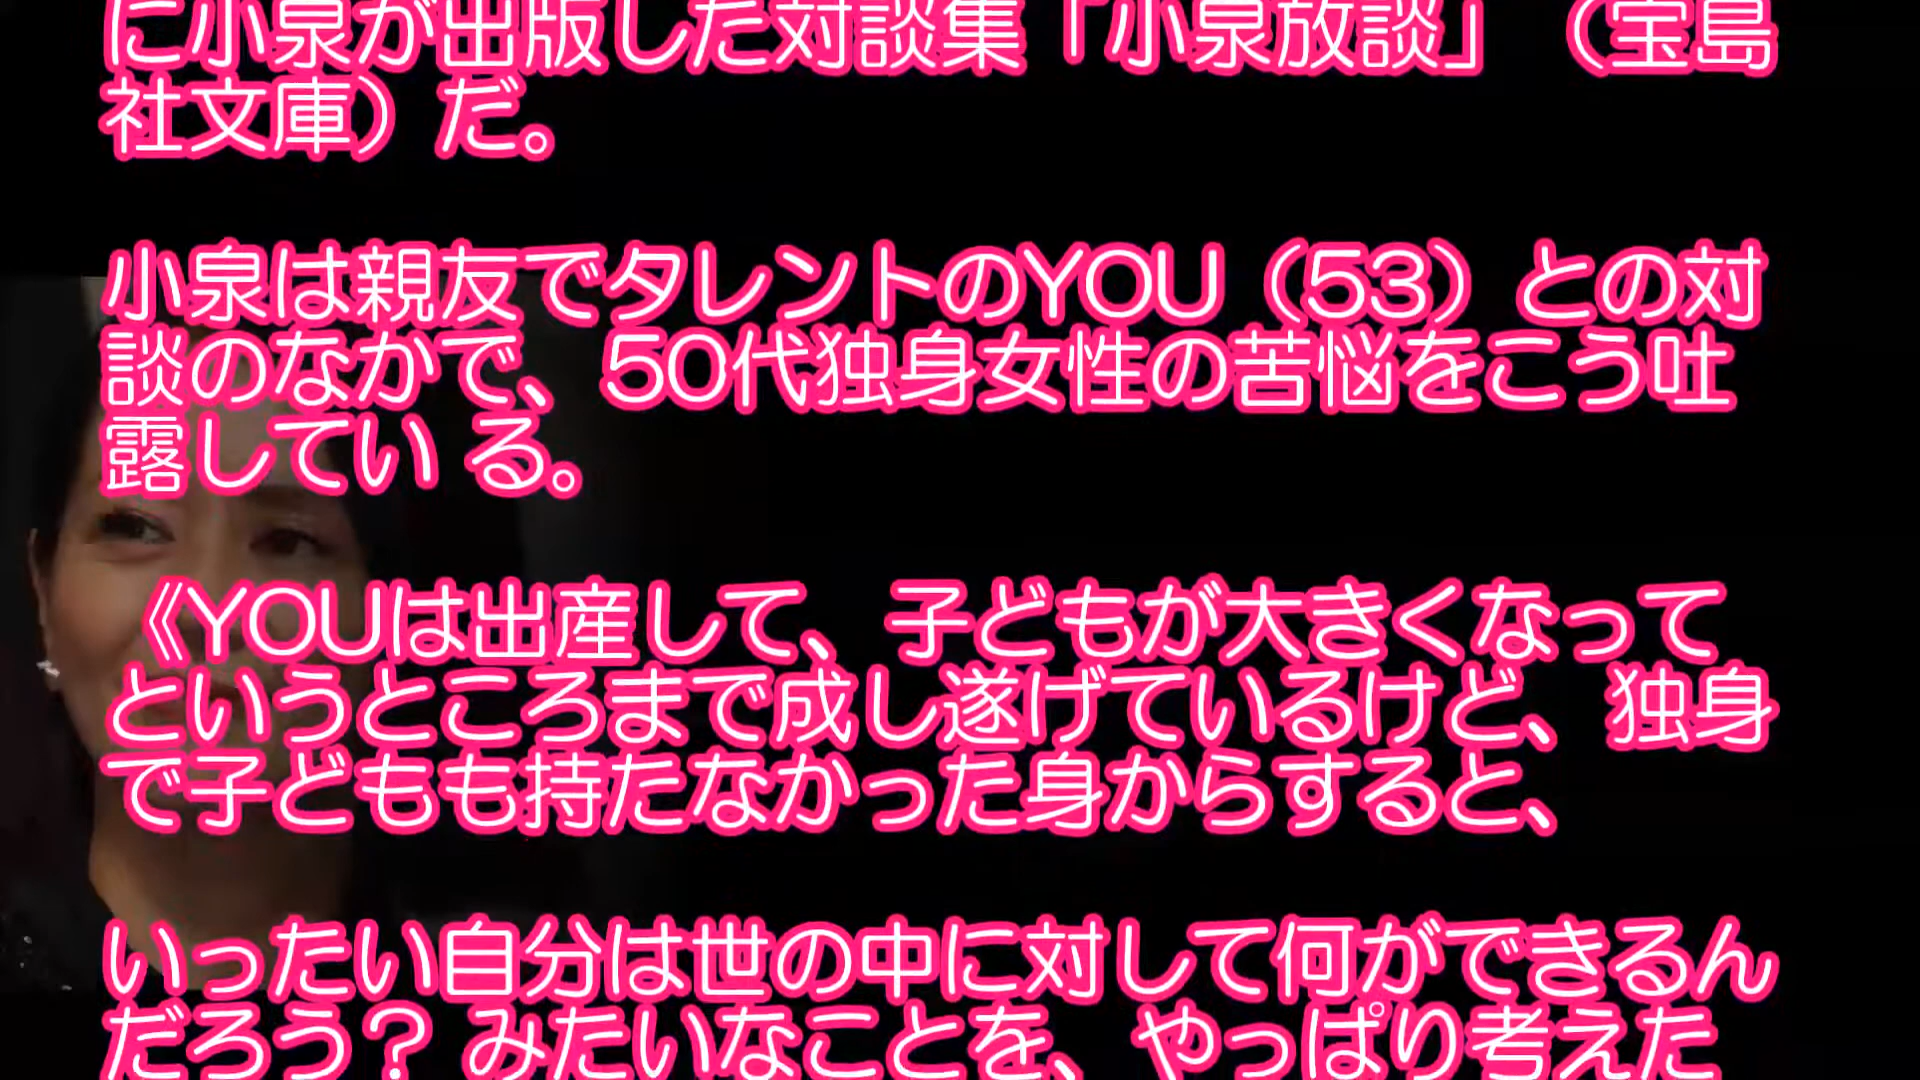 に小泉が出版した対談集「小泉放談」（宝島
社文庫）だ。
小泉は親友でタレントのYOU（53）との対
談のなかで、50代独身女性の苦悩をこう吐
露してい る。
《YOUは出産して、子どもが大きくなって
というところまで成し遂げているけど、独身
で子どもも持たなかった身からすると、
いったい自分は世の中に対して何ができるん
だろう？ みたいなことを、やっぱり考えた